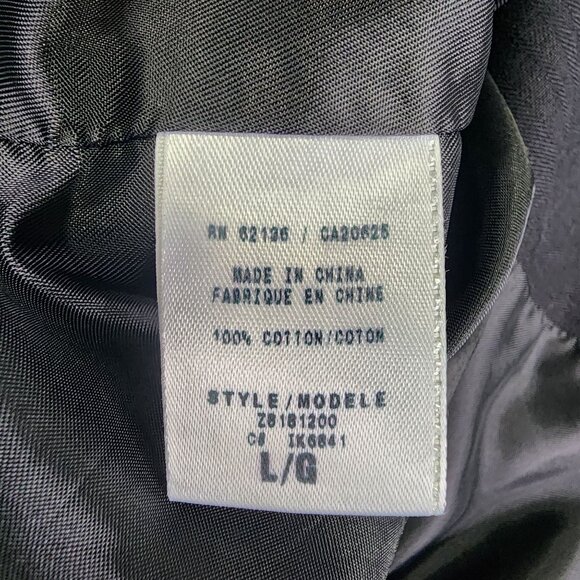 RN 62136 / CA20625
MADE IN CHINA
FABRIQUE EN CHINE
100% COTTON/COTON
STYLE/MODELE
Z8181200
C# IK6841
L/G